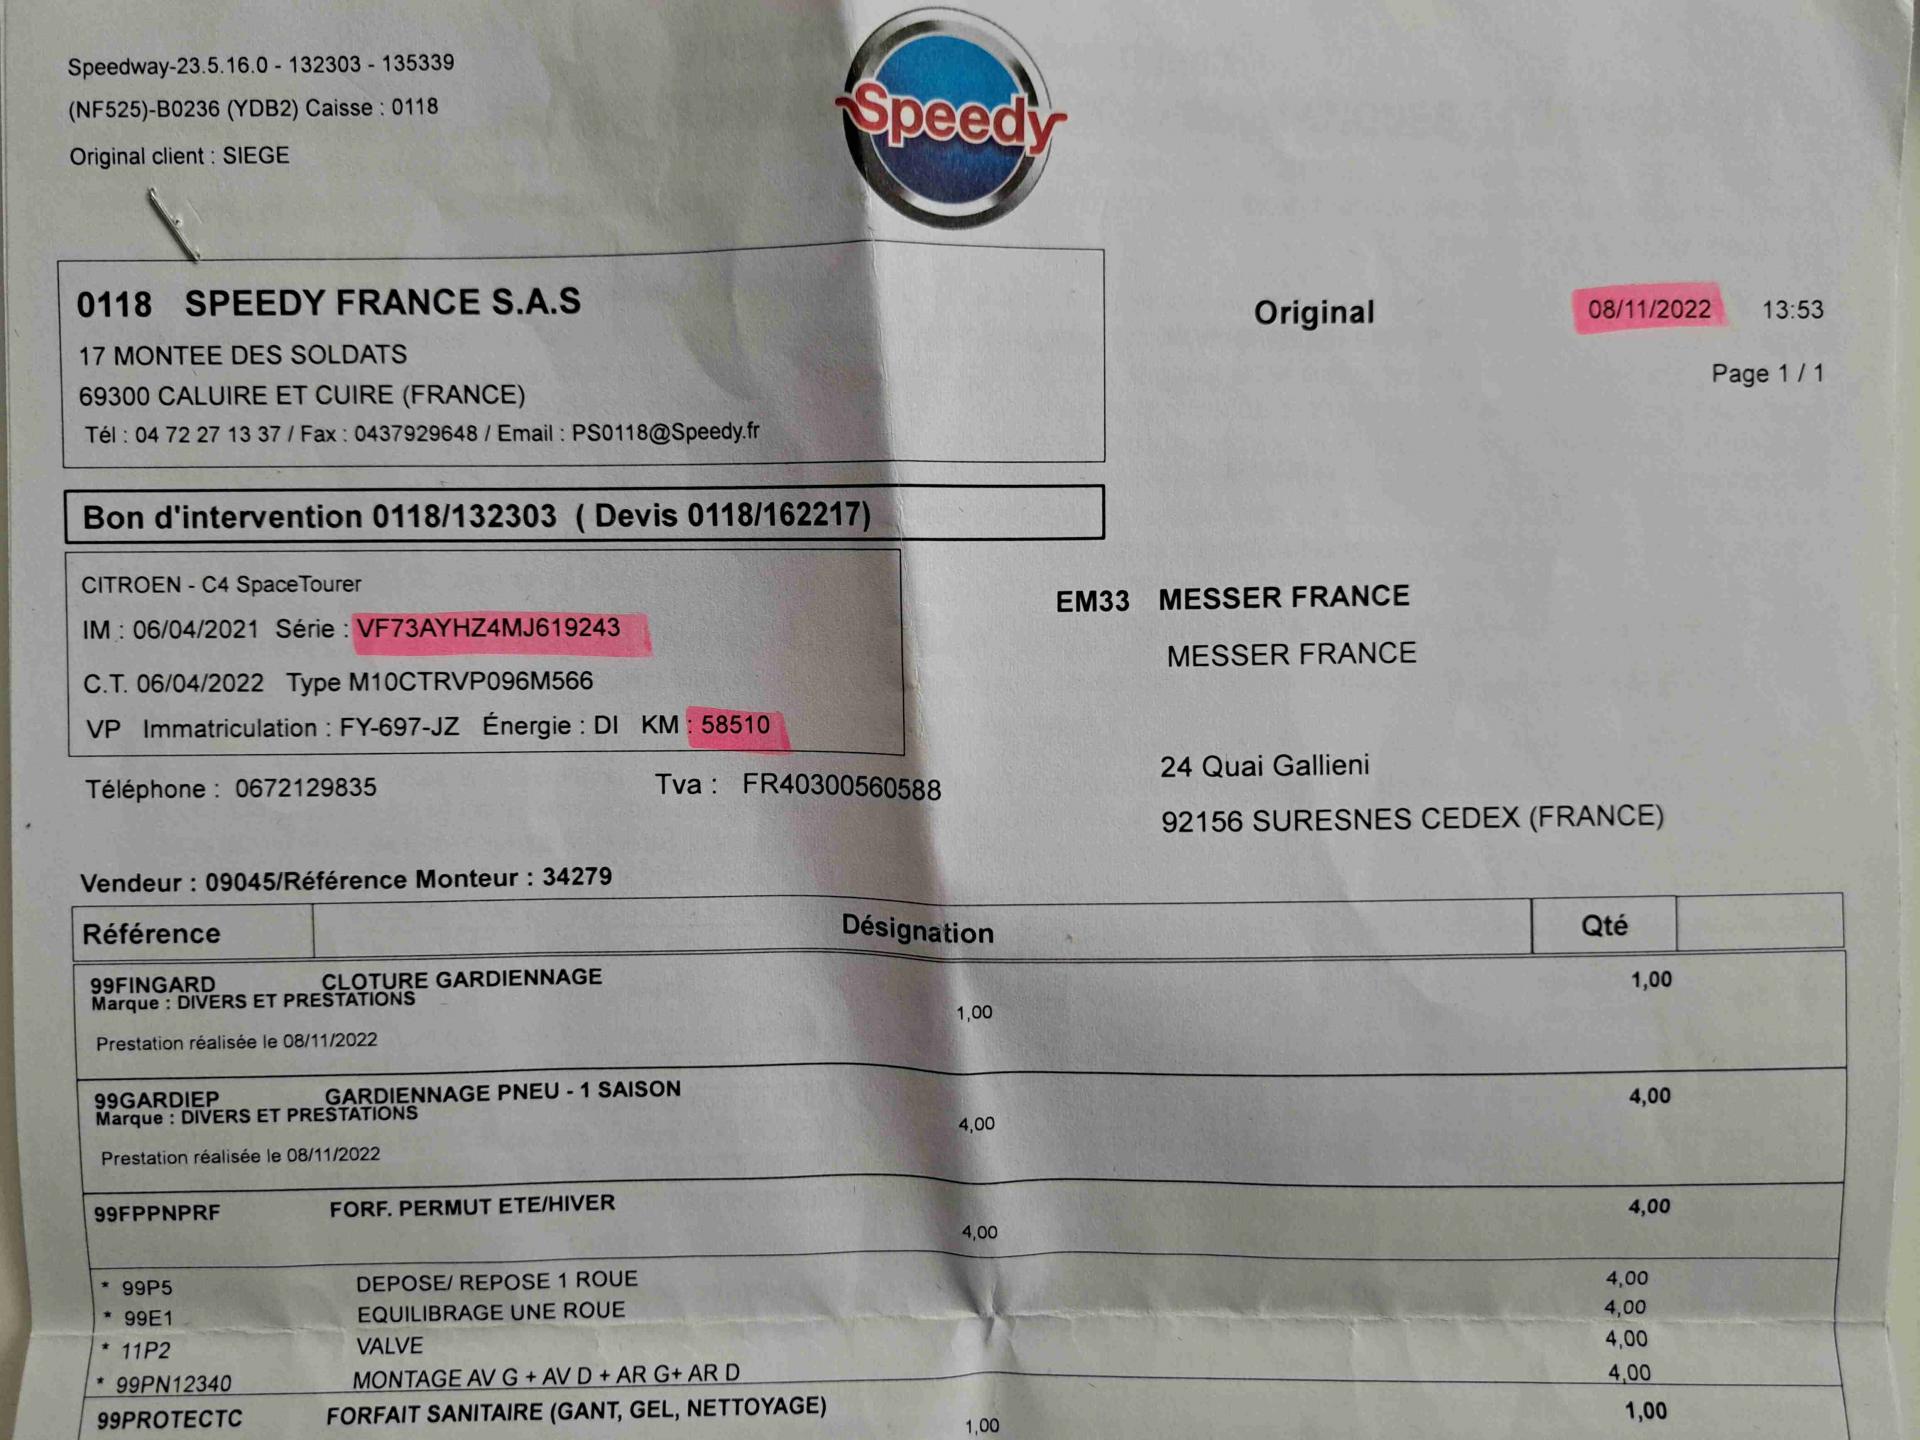 Speedway-23.5.16.0 - 132303 - 135339
(NF525)-B0236 (YDB2) Caisse : 0118
Original client : SIEGE
Speedy
0118 SPEEDY FRANCE S.A.S
17 MONTEE DES SOLDATS
69300 CALUIRE ET CUIRE (FRANCE)
Tél : 04 72 27 13 37 / Fax : 0437929648 / Email : PS0118@Speedy.fr
Original 08/11/2022 13:53
Page 1 / 1
Bon d'intervention 0118/132303 ( Devis 0118/162217)
CITROEN - C4 SpaceTourer
IM : 06/04/2021 Série : VF73AYHZ4MJ619243
C.T. 06/04/2022 Type M10CTRVP096M566
VP Immatriculation : FY-697-JZ Énergie : DI KM : 58510
Téléphone : 0672129835 Tva : FR40300560588
EM33 MESSER FRANCE
MESSER FRANCE
24 Quai Gallieni
92156 SURESNES CEDEX (FRANCE)
Vendeur : 09045/Référence Monteur : 34279
Référence Désignation Qté
99FINGARD CLOTURE GARDIENNAGE 1,00
Marque : DIVERS ET PRESTATIONS
1,00
Prestation réalisée le 08/11/2022
99GARDIEP GARDIENNAGE PNEU - 1 SAISON 4,00
Marque : DIVERS ET PRESTATIONS
4,00
Prestation réalisée le 08/11/2022
99FPPNPRF FORF. PERMUT ETE/HIVER 4,00
4,00
* 99P5 DEPOSE/ REPOSE 1 ROUE 4,00
* 99E1 EQUILIBRAGE UNE ROUE 4,00
* 11P2 VALVE 4,00
* 99PN12340 MONTAGE AV G + AV D + AR G+ AR D 4,00
99PROTECTC FORFAIT SANITAIRE (GANT, GEL, NETTOYAGE) 1,00
1,00